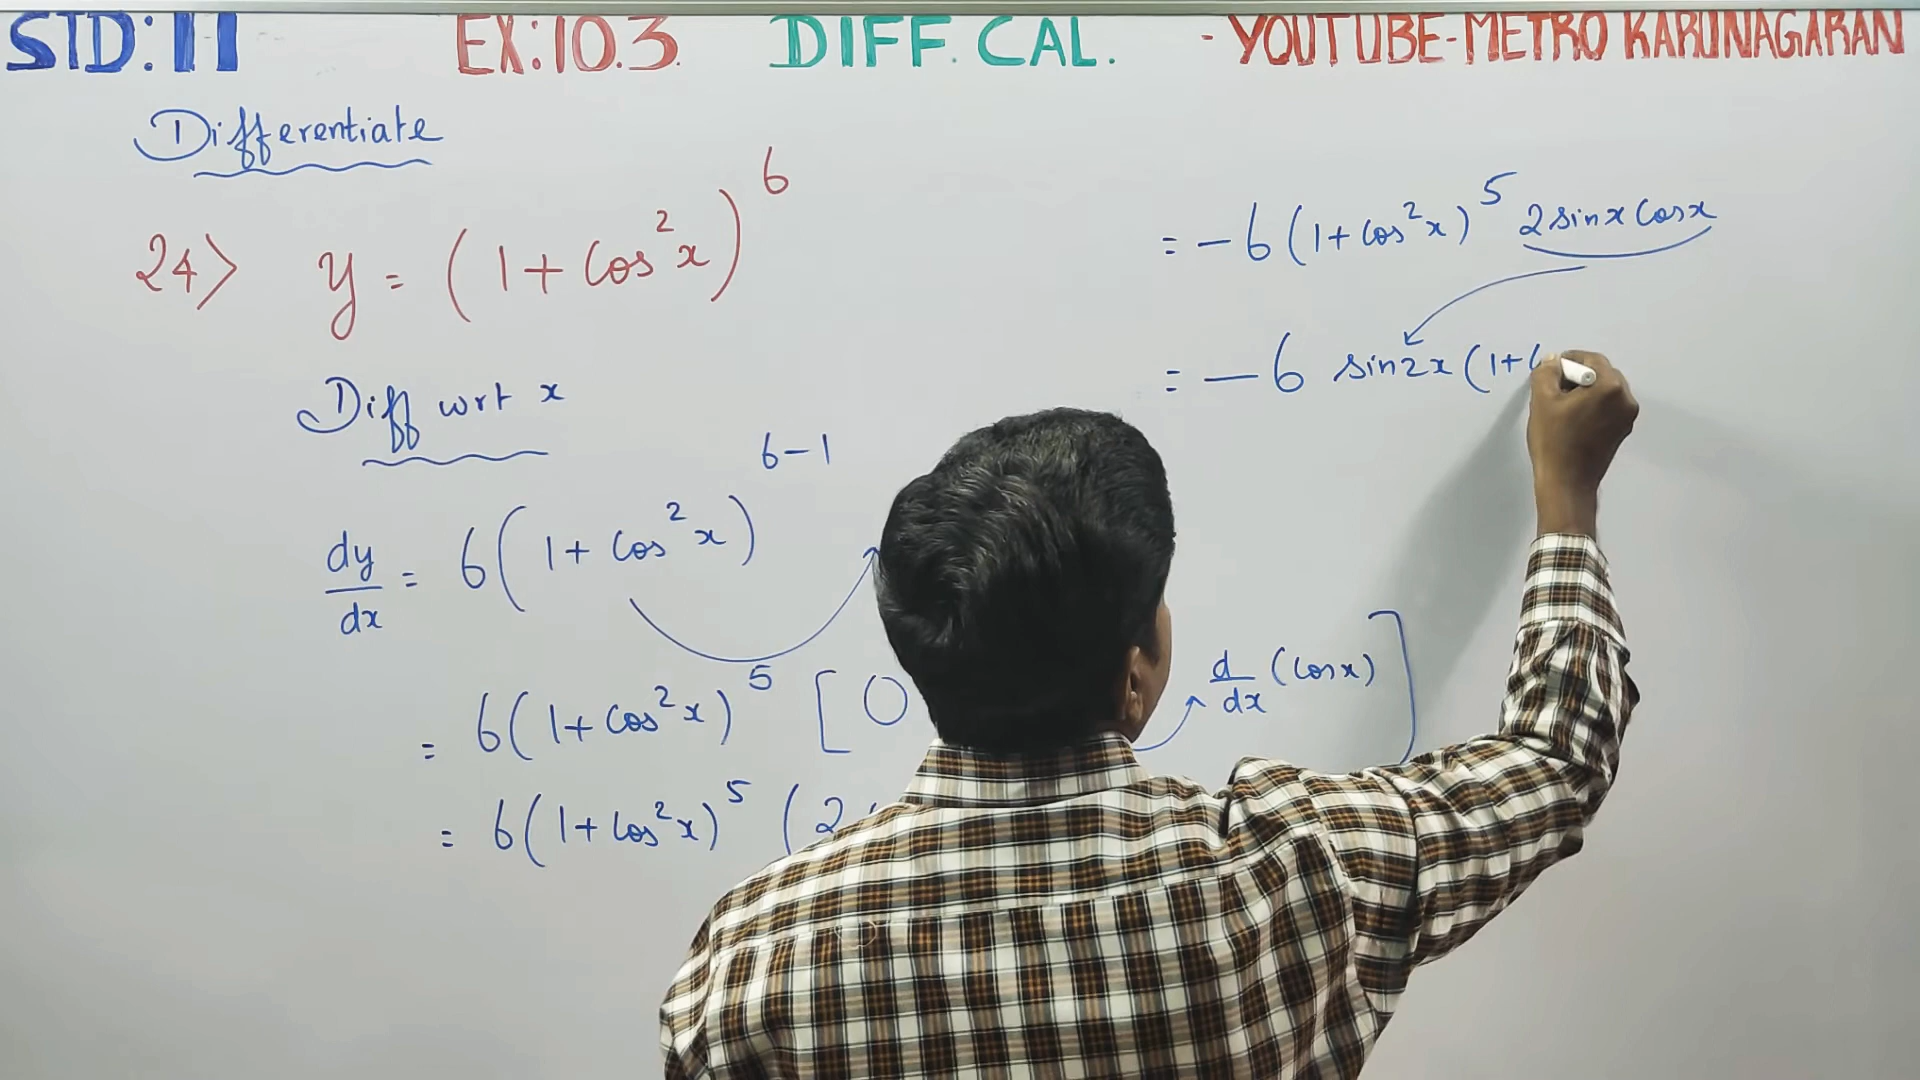 STD: 11 EX: 10.3. DIFF. CAL. - YOUTUBE-METRO KARUNAGARAN
Differentiate
24> y = (1 + cos²x)⁶
Diff wrt x
dy/dx = 6(1 + cos²x)⁶⁻¹
= 6(1 + cos²x)⁵ [0 d/dx (cosx)]
= 6(1 + cos²x)⁵ (2
= -6 (1 + cos²x)⁵ 2 sinx cosx
= -6 sin2x (1+